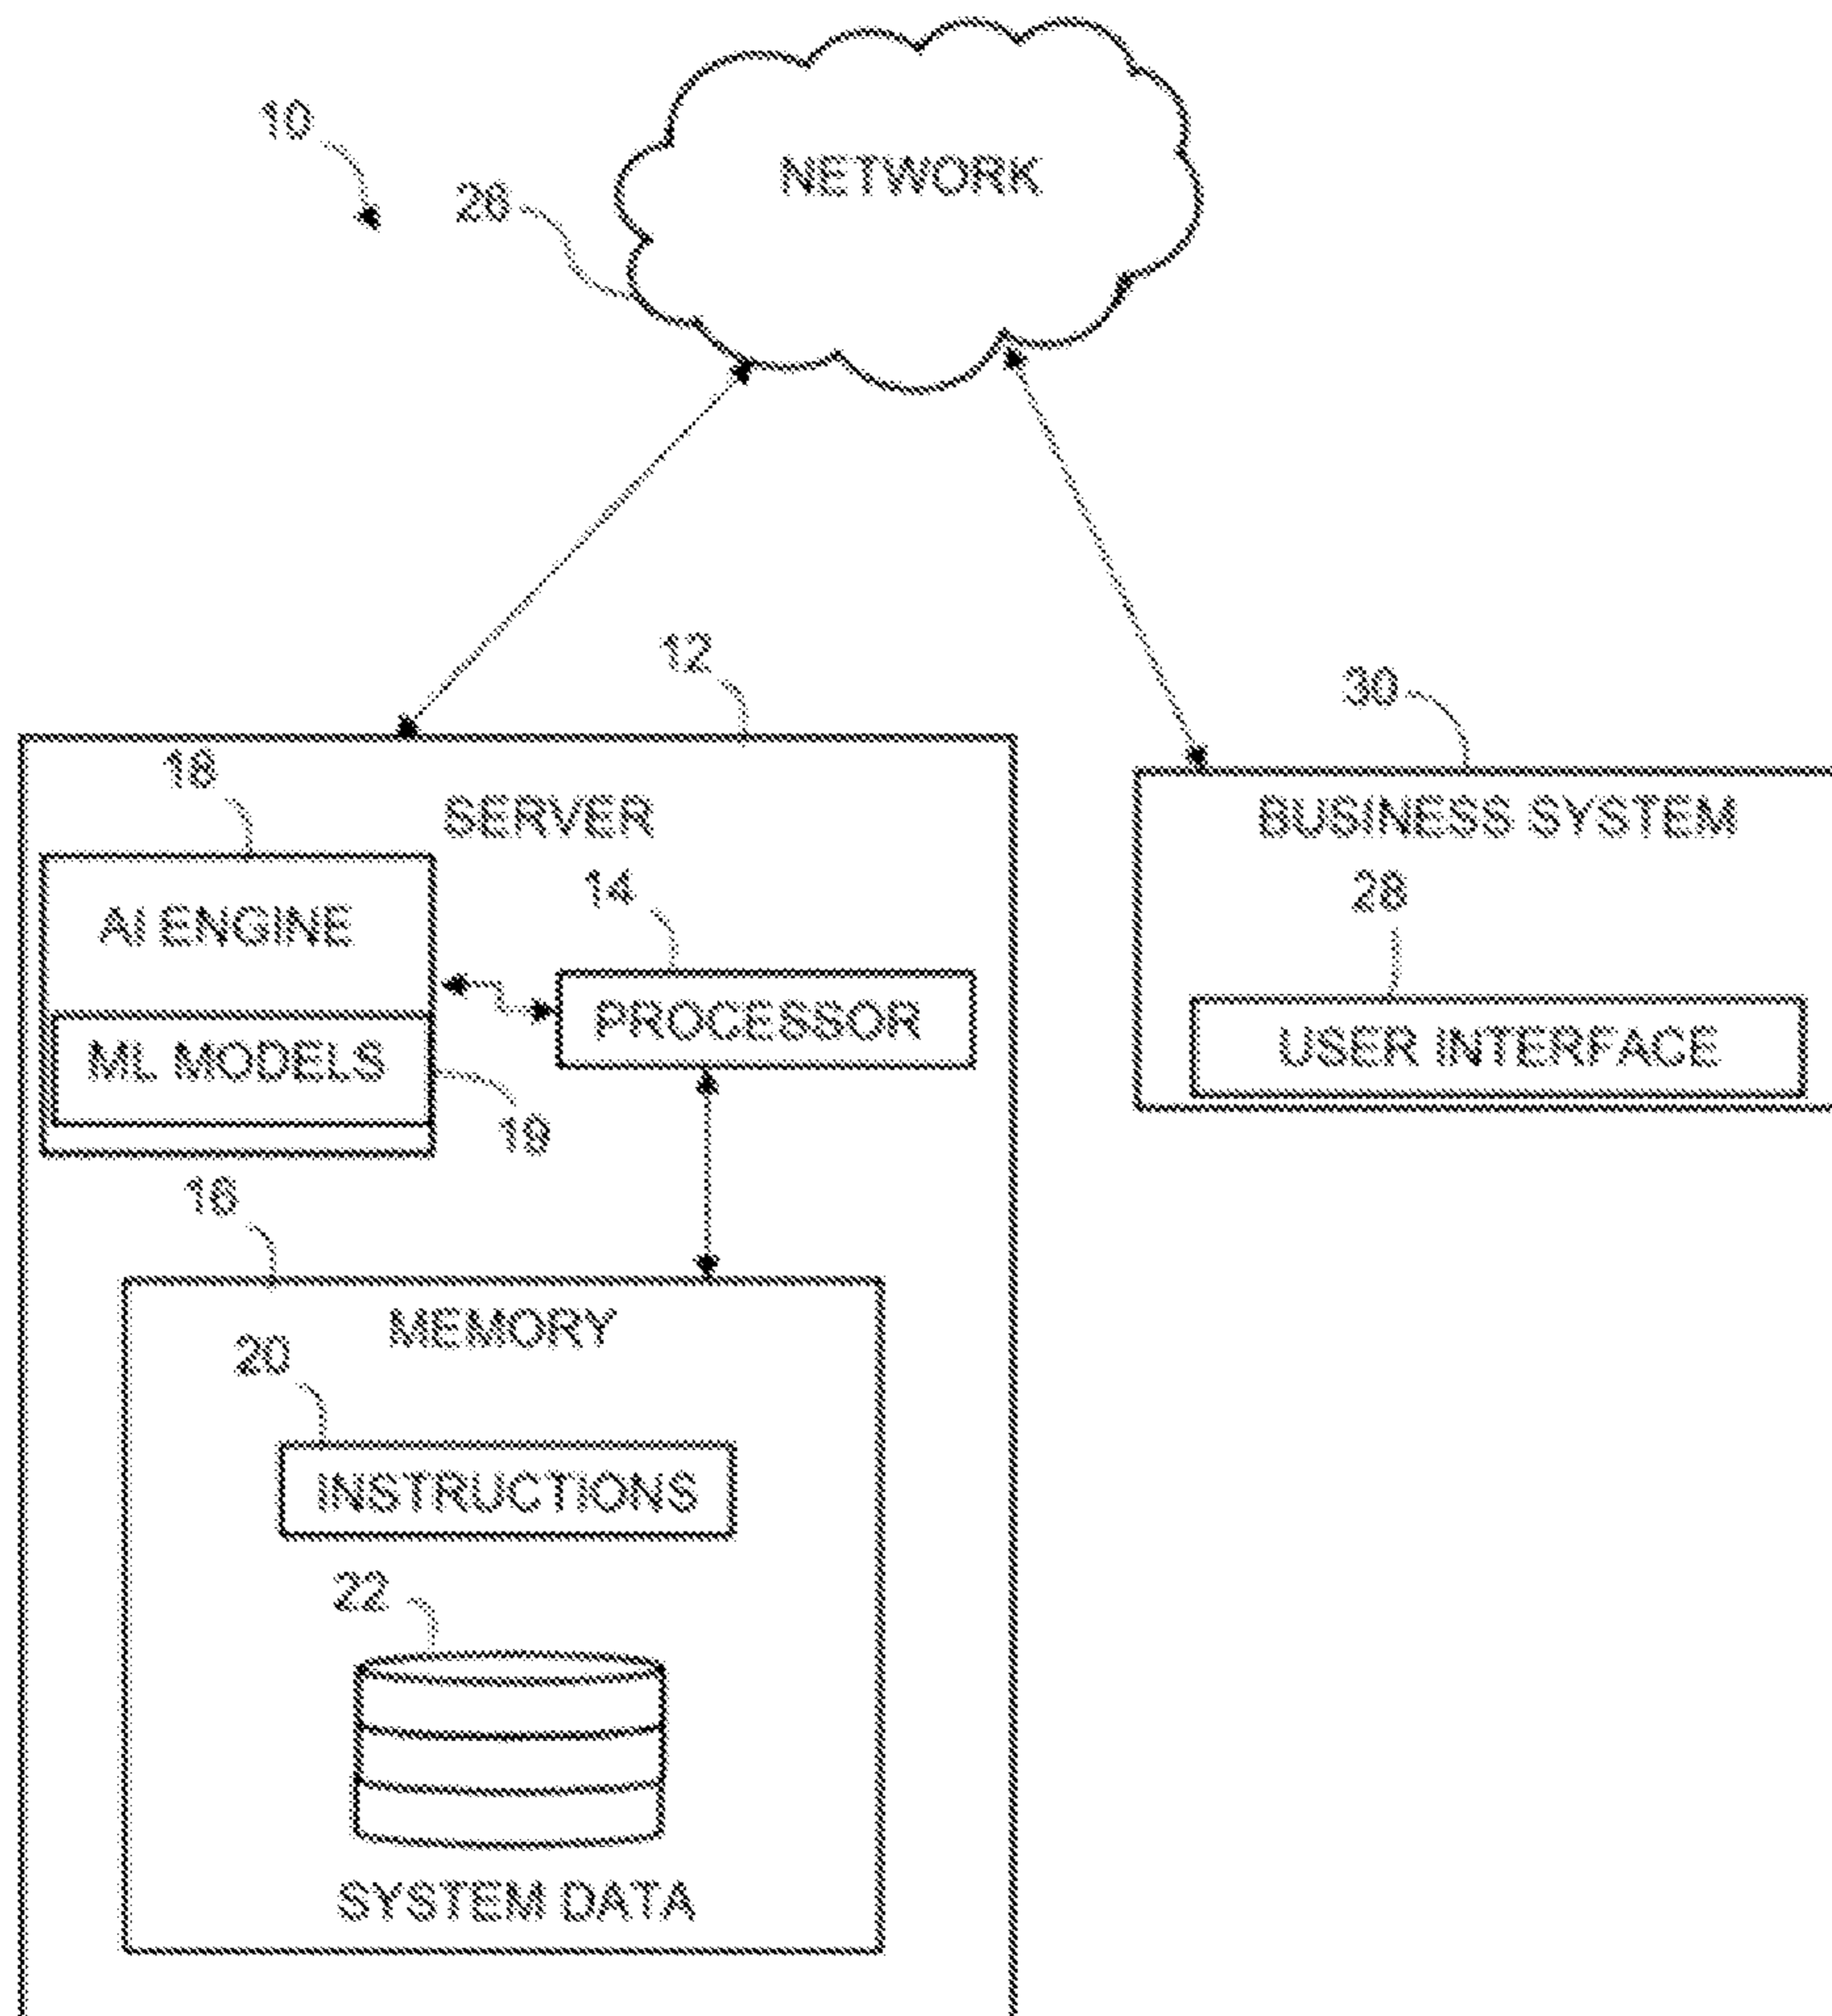 10
NETWORK
26
12
30
18
SERVER
BUSINESS SYSTEM
14
28
AI ENGINE
PROCESSOR
USER INTERFACE
ML MODELS
19
16
MEMORY
20
INSTRUCTIONS
22
SYSTEM DATA